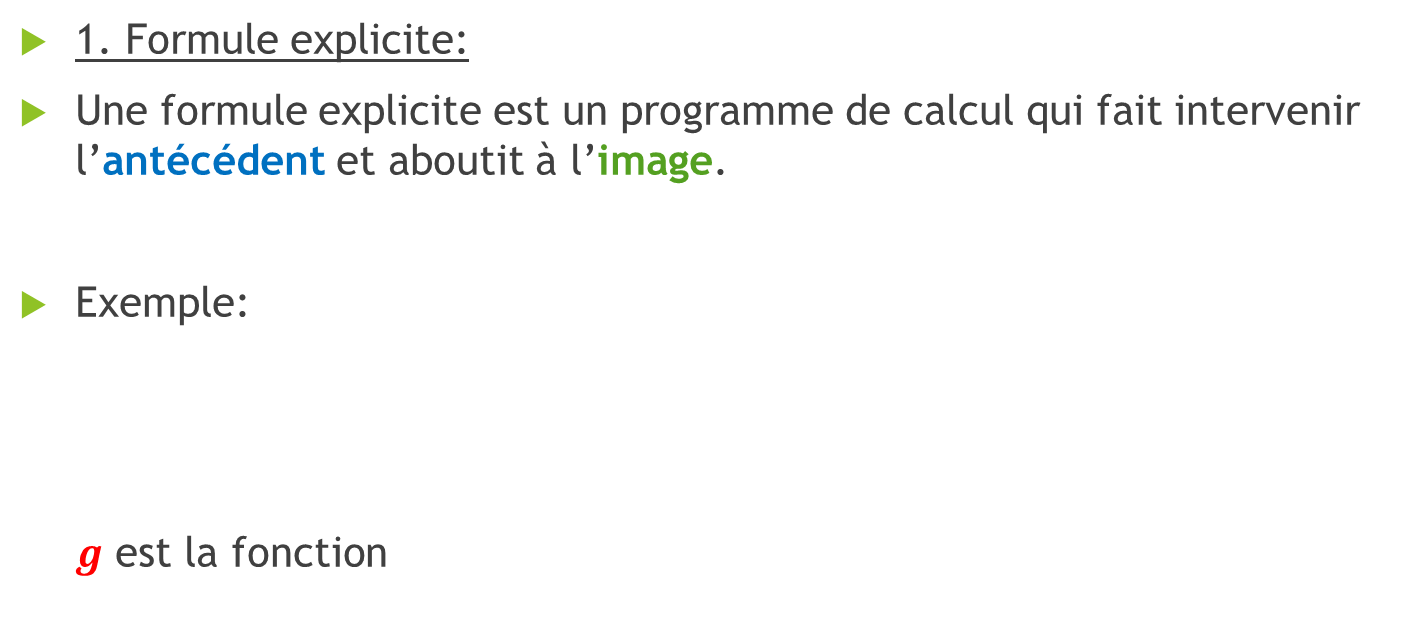 1. Formule explicite:
Une formule explicite est un programme de calcul qui fait intervenir
l’antécédent et aboutit à l’image.
Exemple:
g est la fonction